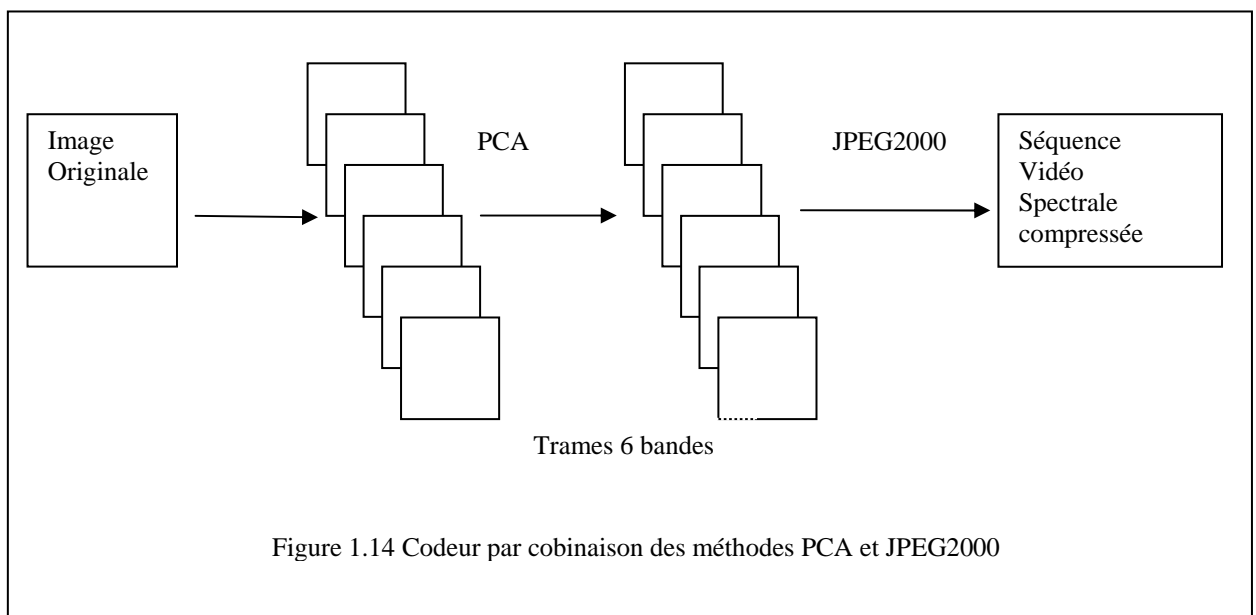 Image
Originale
PCA
JPEG2000
Séquence
Vidéo
Spectrale
compressée
Trames 6 bandes
Figure 1.14 Codeur par cobinaison des méthodes PCA et JPEG2000